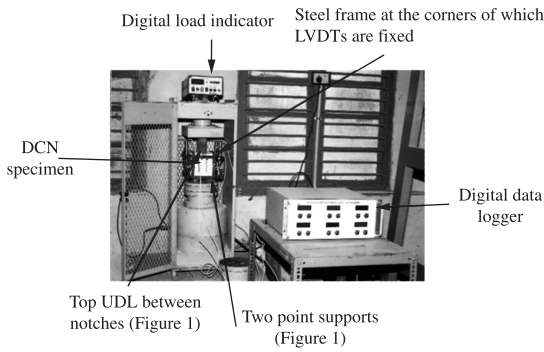 Digital load indicator
Steel frame at the corners of which
LVDTs are fixed
DCN
specimen
Digital data
logger
Top UDL between
notches (Figure 1)
Two point supports
(Figure 1)